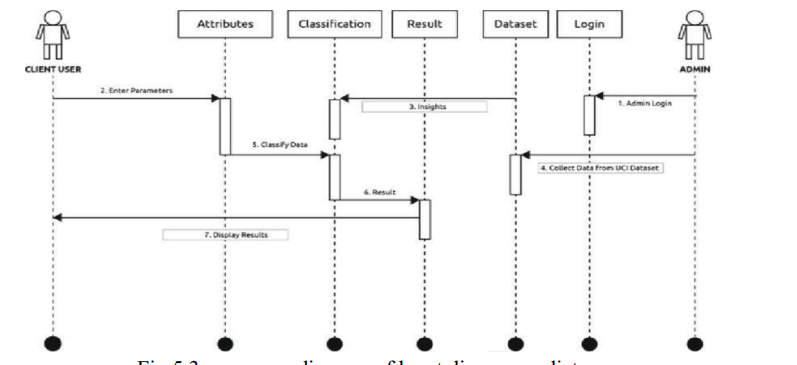 Attributes Classification Result Dataset Login
CLIENT USER ADMIN
2. Enter Parameters
3. Insights
1. Admin Login
5. Classify Data
4. Collect Data from UCI Dataset
6. Result
7. Display Results